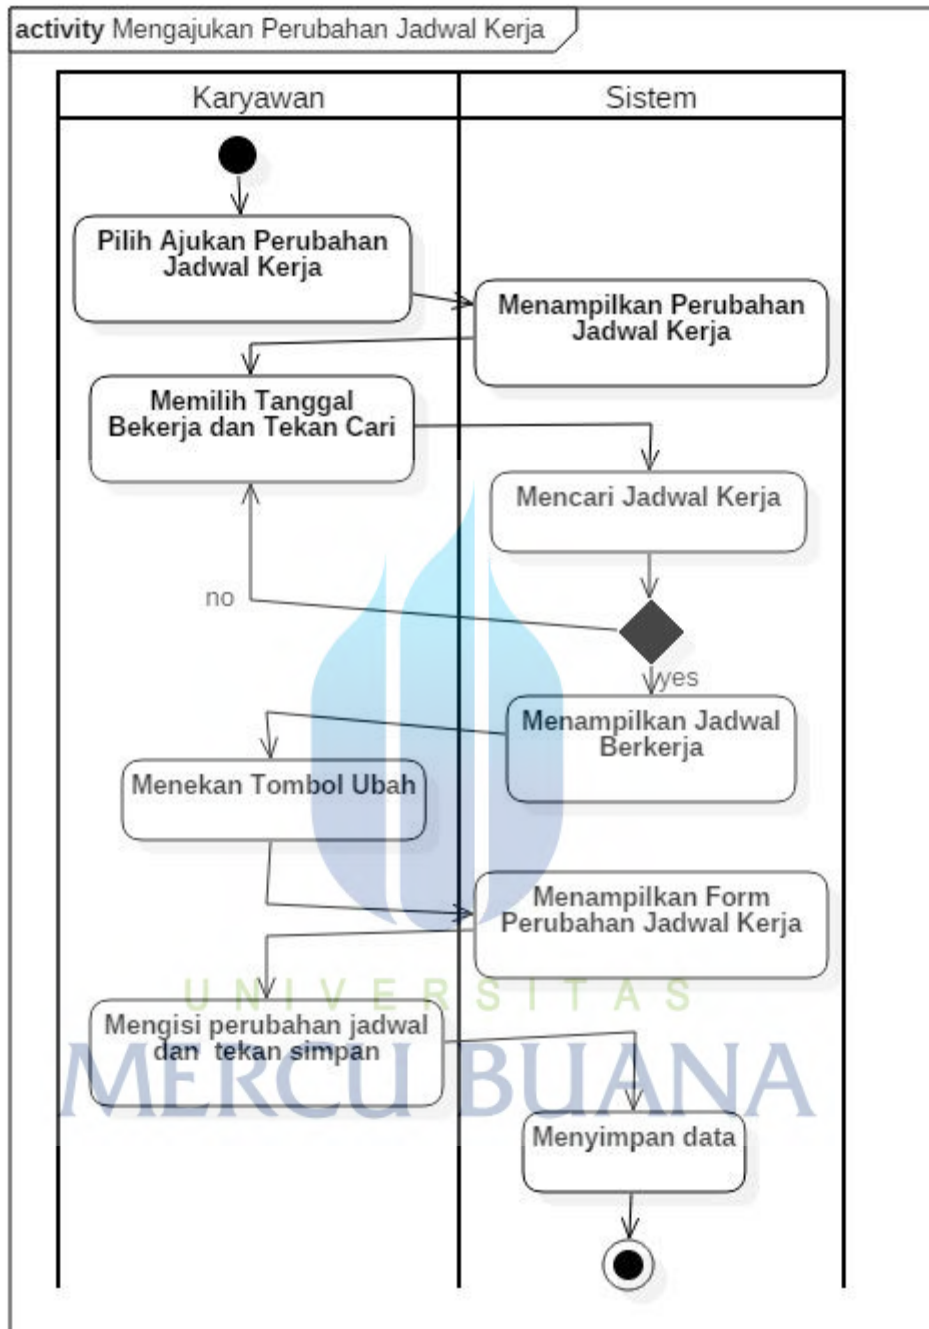 activity Mengajukan Perubahan Jadwal Kerja
Karyawan
Sistem
Pilih Ajukan Perubahan
Jadwal Kerja
Menampilkan Perubahan
Jadwal Kerja
Memilih Tanggal
Bekerja dan Tekan Cari
Mencari Jadwal Kerja
no
yes
Menampilkan Jadwal
Berkerja
Menekan Tombol Ubah
Menampilkan Form
Perubahan Jadwal Kerja
UNIVERSITAS
Mengisi perubahan jadwal
dan tekan simpan
MERCU BUANA
Menyimpan data